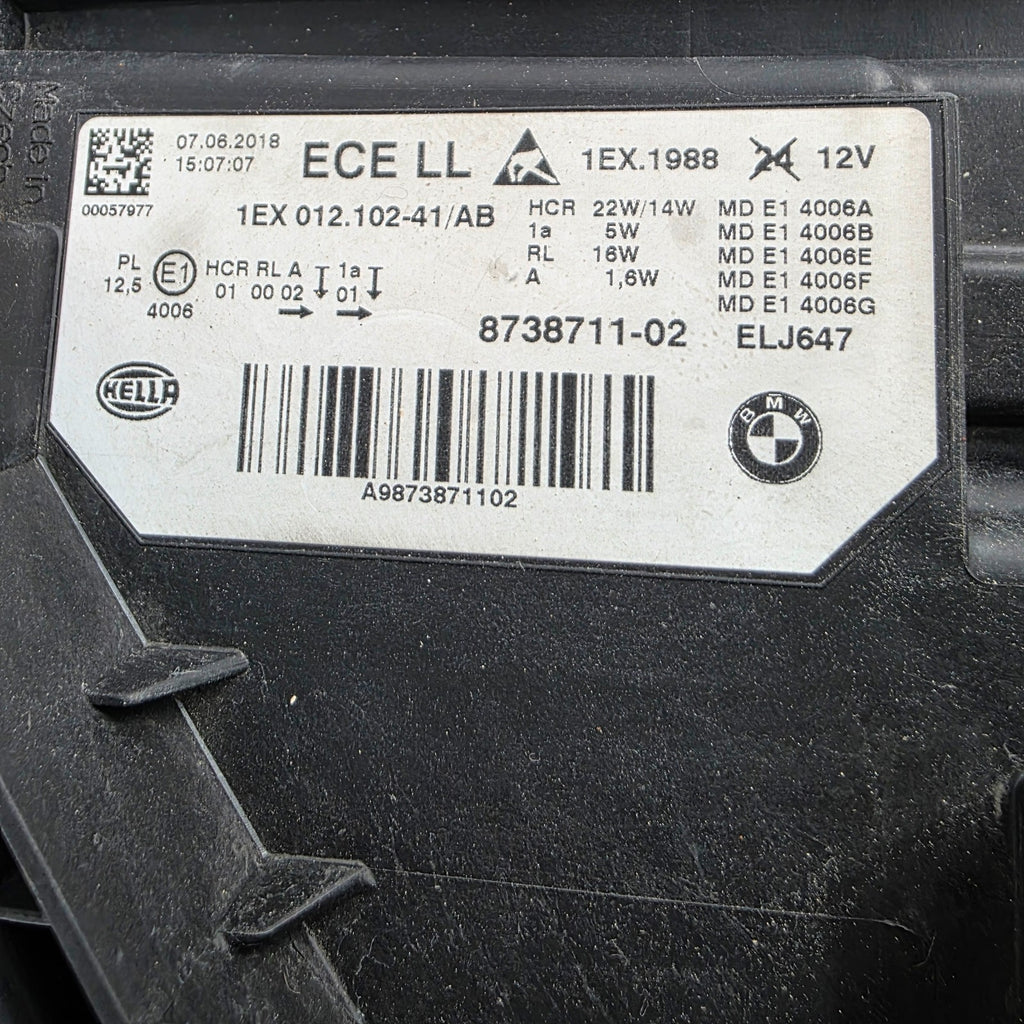 Made in
07.06.2018
15:07:07
00057977
ECE LL
1EX.1988 24 12V
1EX 012.102-41/AB
HCR 22W/14W MD E1 4006A
1a 5W MD E1 4006B
RL 16W MD E1 4006E
A 1,6W MD E1 4006F
MD E1 4006G
PL
12,5
E1
4006
HCR RL A 1a
01 00 02 01
8738711-02 ELJ647
HELLA
A9873871102
BMW